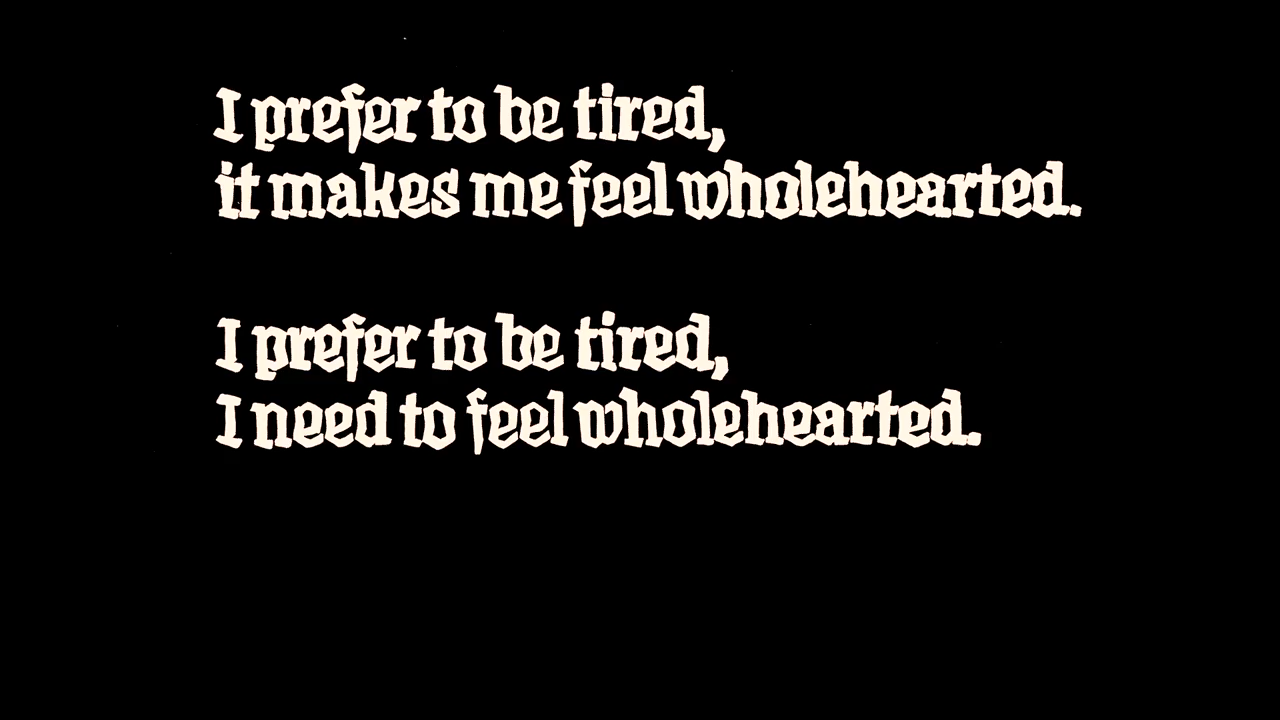 I prefer to be tired,
it makes me feel wholehearted.
I prefer to be tired,
I need to feel wholehearted.